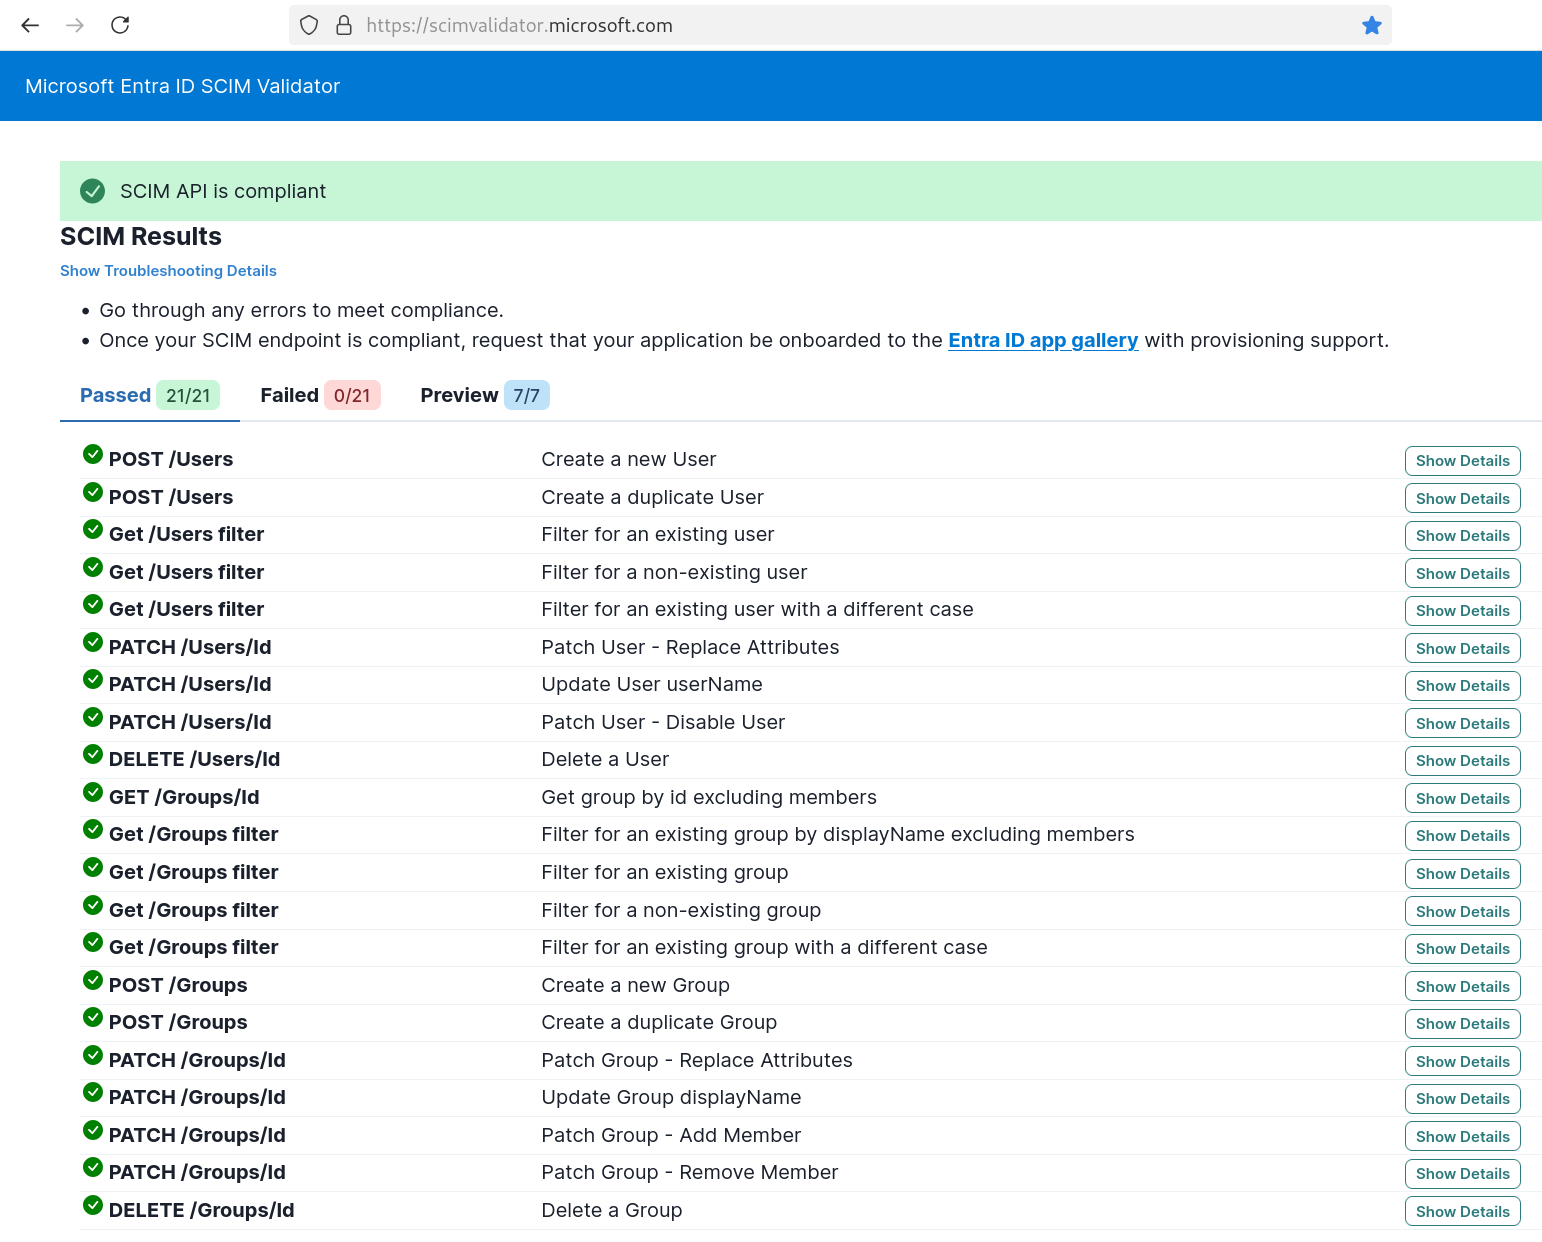 https://scimvalidator.microsoft.com
Microsoft Entra ID SCIM Validator
SCIM API is compliant
SCIM Results
Show Troubleshooting Details
• Go through any errors to meet compliance.
• Once your SCIM endpoint is compliant, request that your application be onboarded to the Entra ID app gallery with provisioning support.
Passed 21/21 Failed 0/21 Preview 7/7
POST /Users Create a new User Show Details
POST /Users Create a duplicate User Show Details
Get /Users filter Filter for an existing user Show Details
Get /Users filter Filter for a non-existing user Show Details
Get /Users filter Filter for an existing user with a different case Show Details
PATCH /Users/Id Patch User - Replace Attributes Show Details
PATCH /Users/Id Update User userName Show Details
PATCH /Users/Id Patch User - Disable User Show Details
DELETE /Users/Id Delete a User Show Details
GET /Groups/Id Get group by id excluding members Show Details
Get /Groups filter Filter for an existing group by displayName excluding members Show Details
Get /Groups filter Filter for an existing group Show Details
Get /Groups filter Filter for a non-existing group Show Details
Get /Groups filter Filter for an existing group with a different case Show Details
POST /Groups Create a new Group Show Details
POST /Groups Create a duplicate Group Show Details
PATCH /Groups/Id Patch Group - Replace Attributes Show Details
PATCH /Groups/Id Update Group displayName Show Details
PATCH /Groups/Id Patch Group - Add Member Show Details
PATCH /Groups/Id Patch Group - Remove Member Show Details
DELETE /Groups/Id Delete a Group Show Details